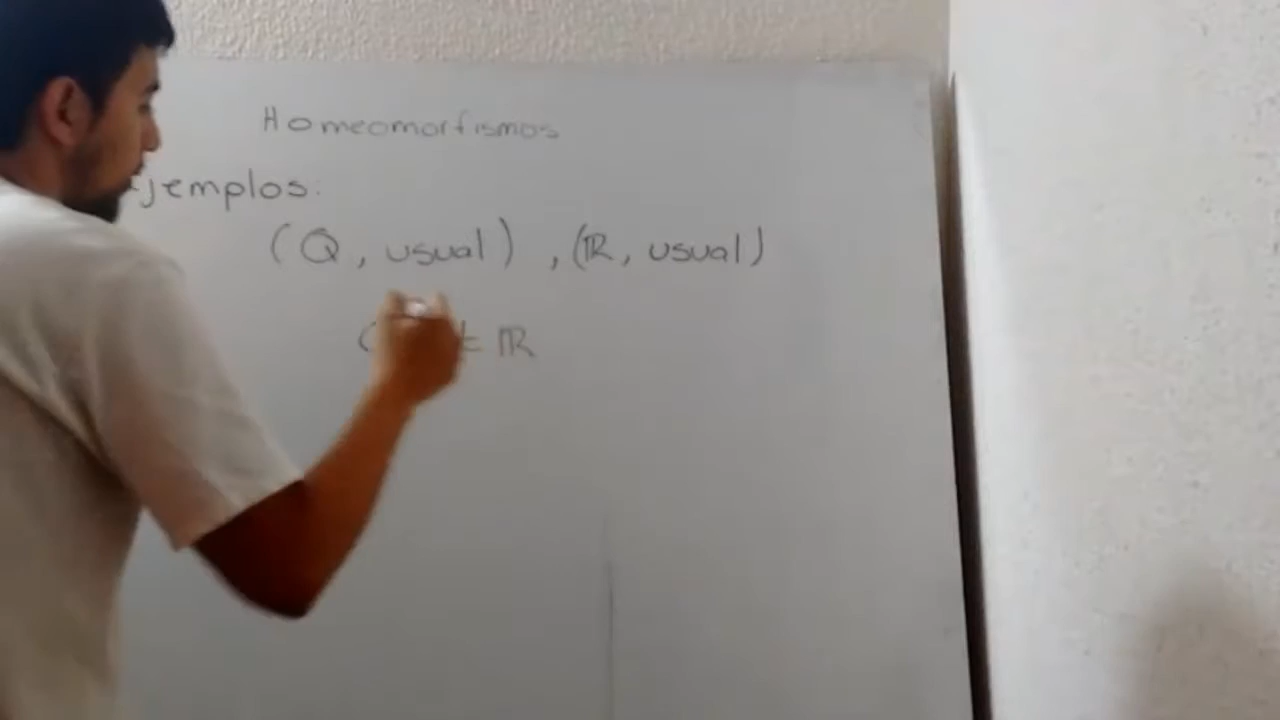 Homeomorfismos
jemplos:
(Q, usual) , (ℝ, usual)
ℝ